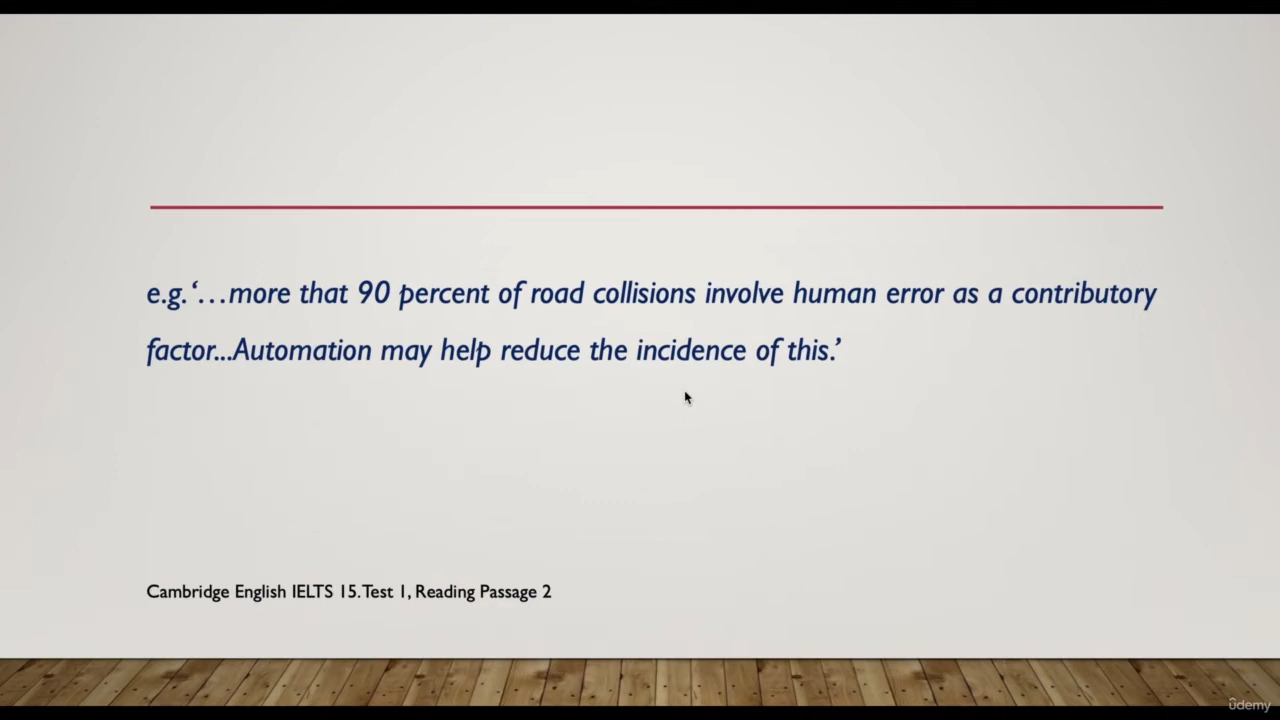 e.g. ‘…more that 90 percent of road collisions involve human error as a contributory
factor...Automation may help reduce the incidence of this.’
Cambridge English IELTS 15. Test 1, Reading Passage 2
ûdemy